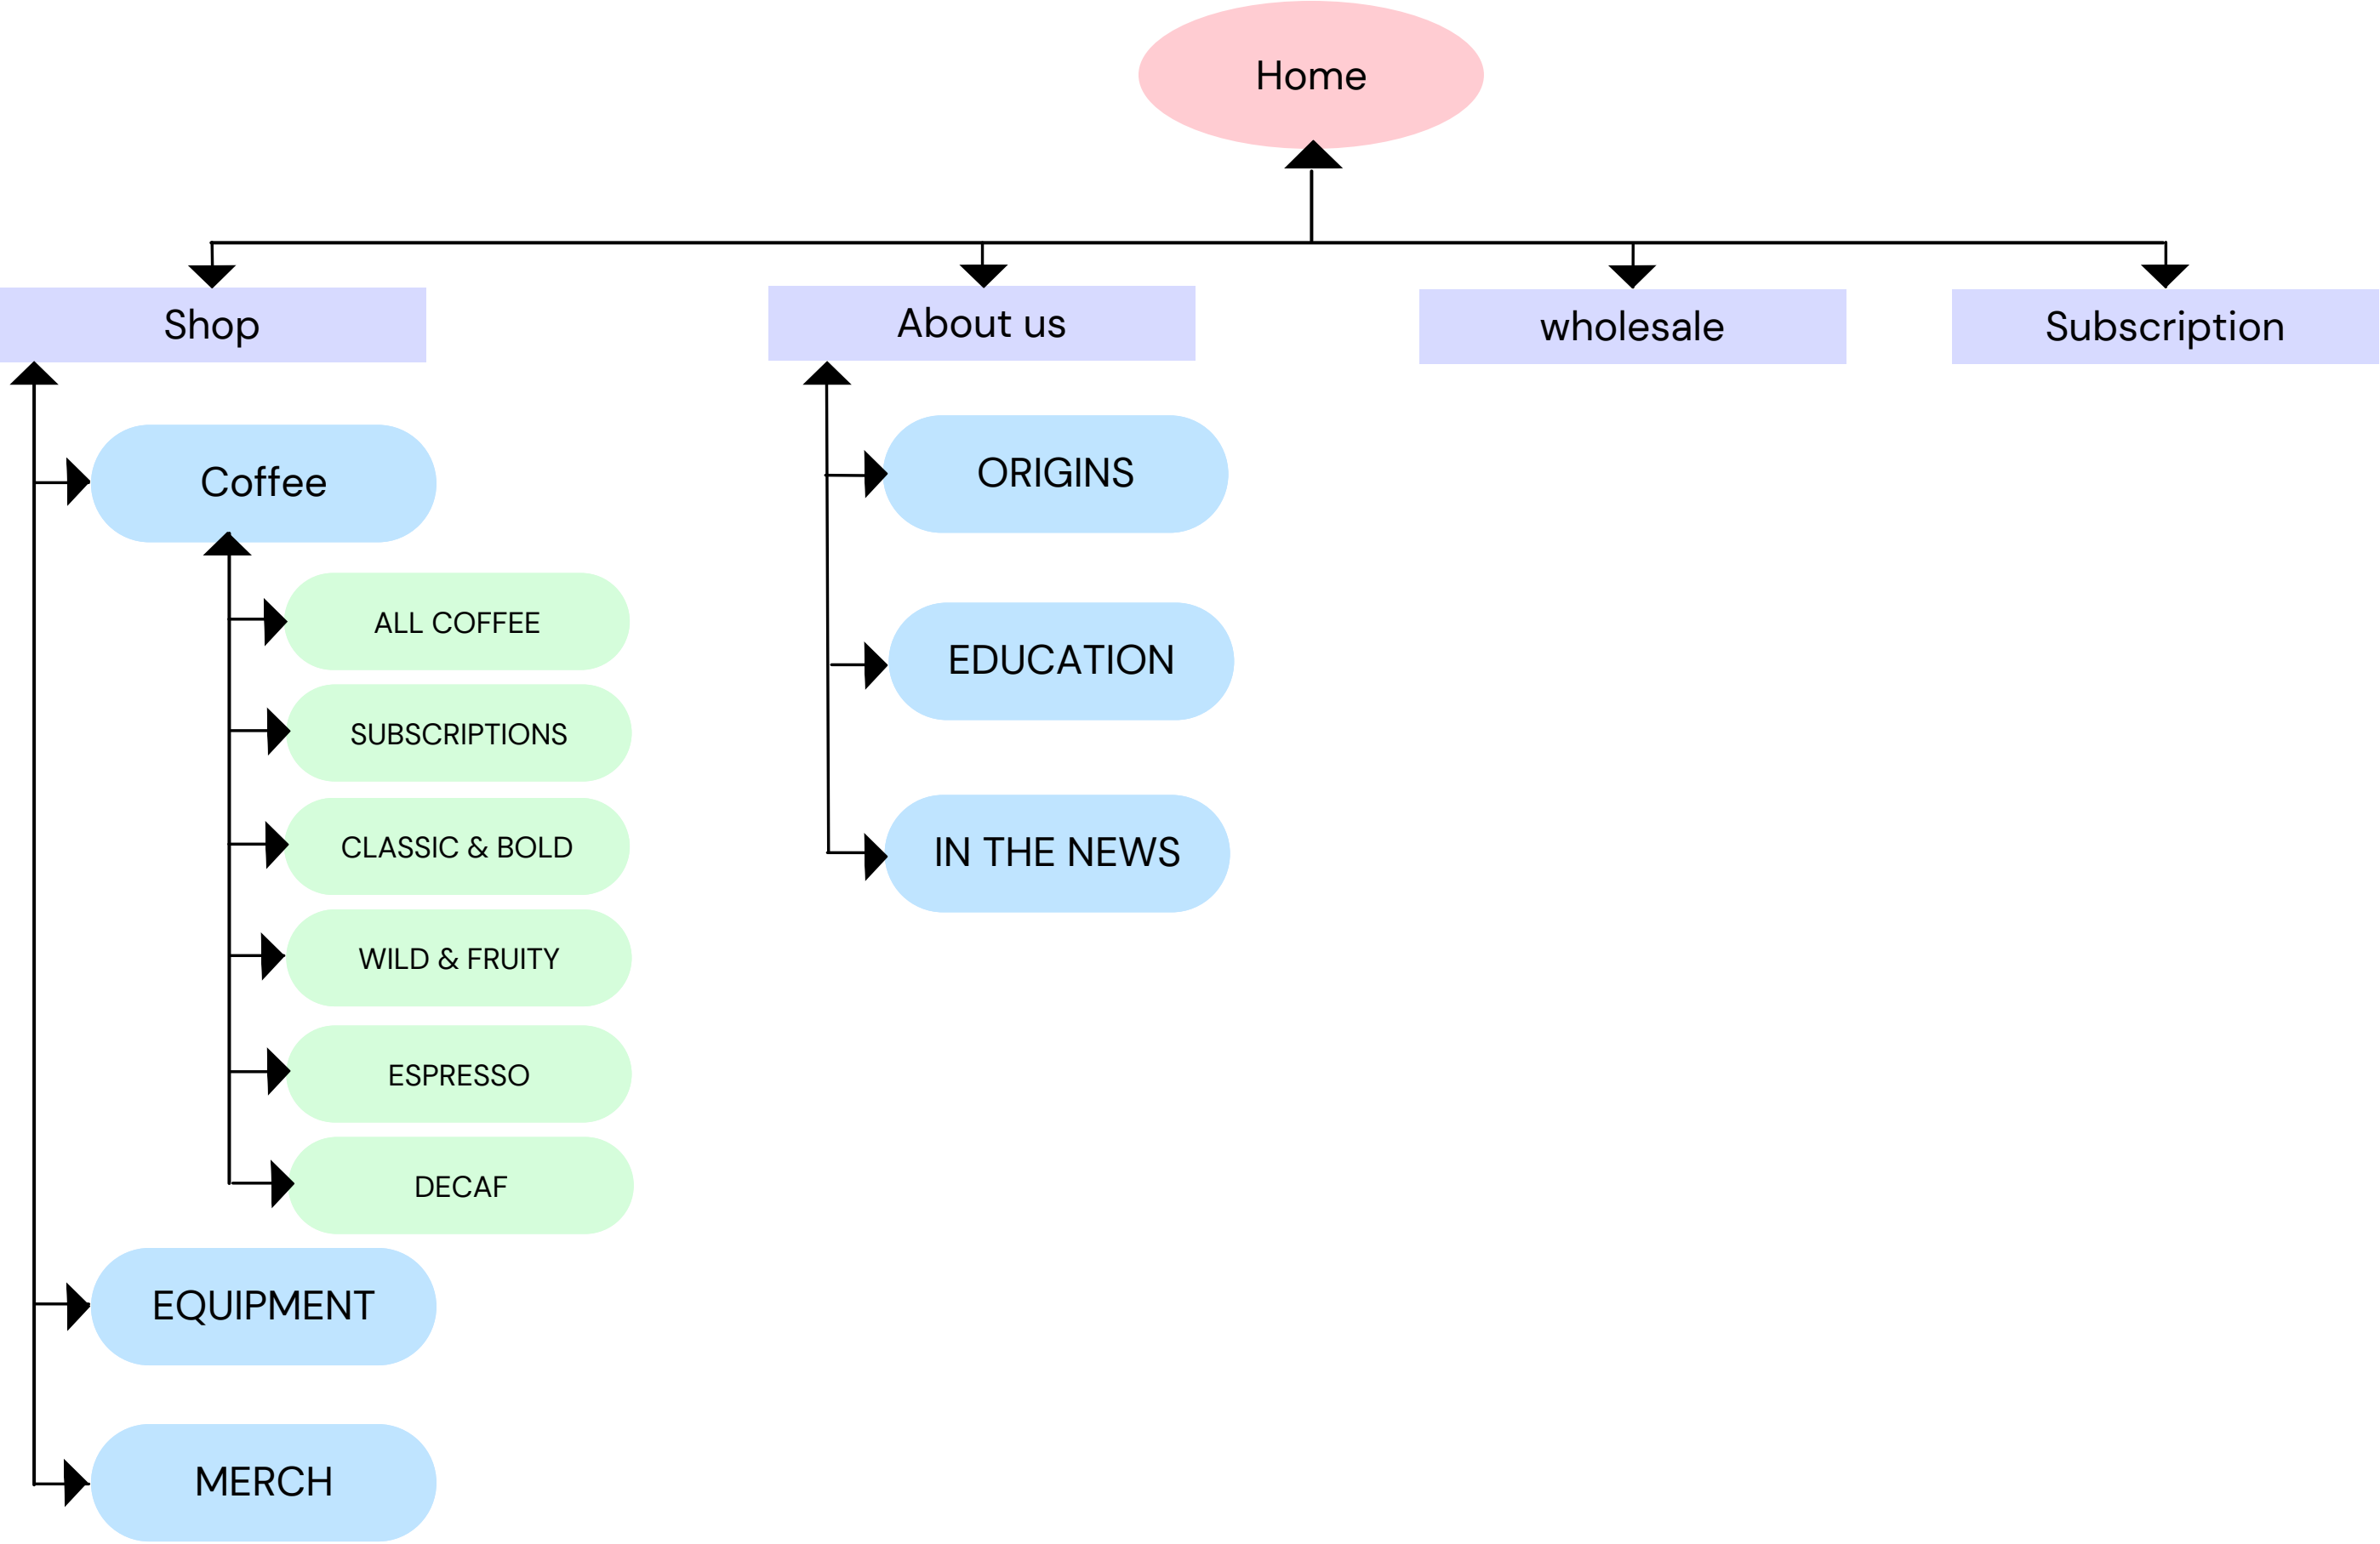 Home
Shop
About us
wholesale
Subscription
Coffee
ALL COFFEE
SUBSCRIPTIONS
CLASSIC & BOLD
WILD & FRUITY
ESPRESSO
DECAF
EQUIPMENT
MERCH
ORIGINS
EDUCATION
IN THE NEWS